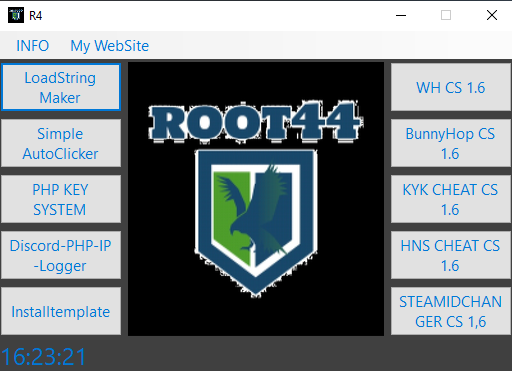 R4
INFO
My WebSite
LoadString
Maker
Simple
AutoClicker
PHP KEY
SYSTEM
Discord-PHP-IP
-Logger
Installtemplate
ROOT44
WH CS 1.6
BunnyHop CS
1.6
KYK CHEAT CS
1.6
HNS CHEAT CS
1.6
STEAMIDCHAN
GER CS 1,6
16:23:21